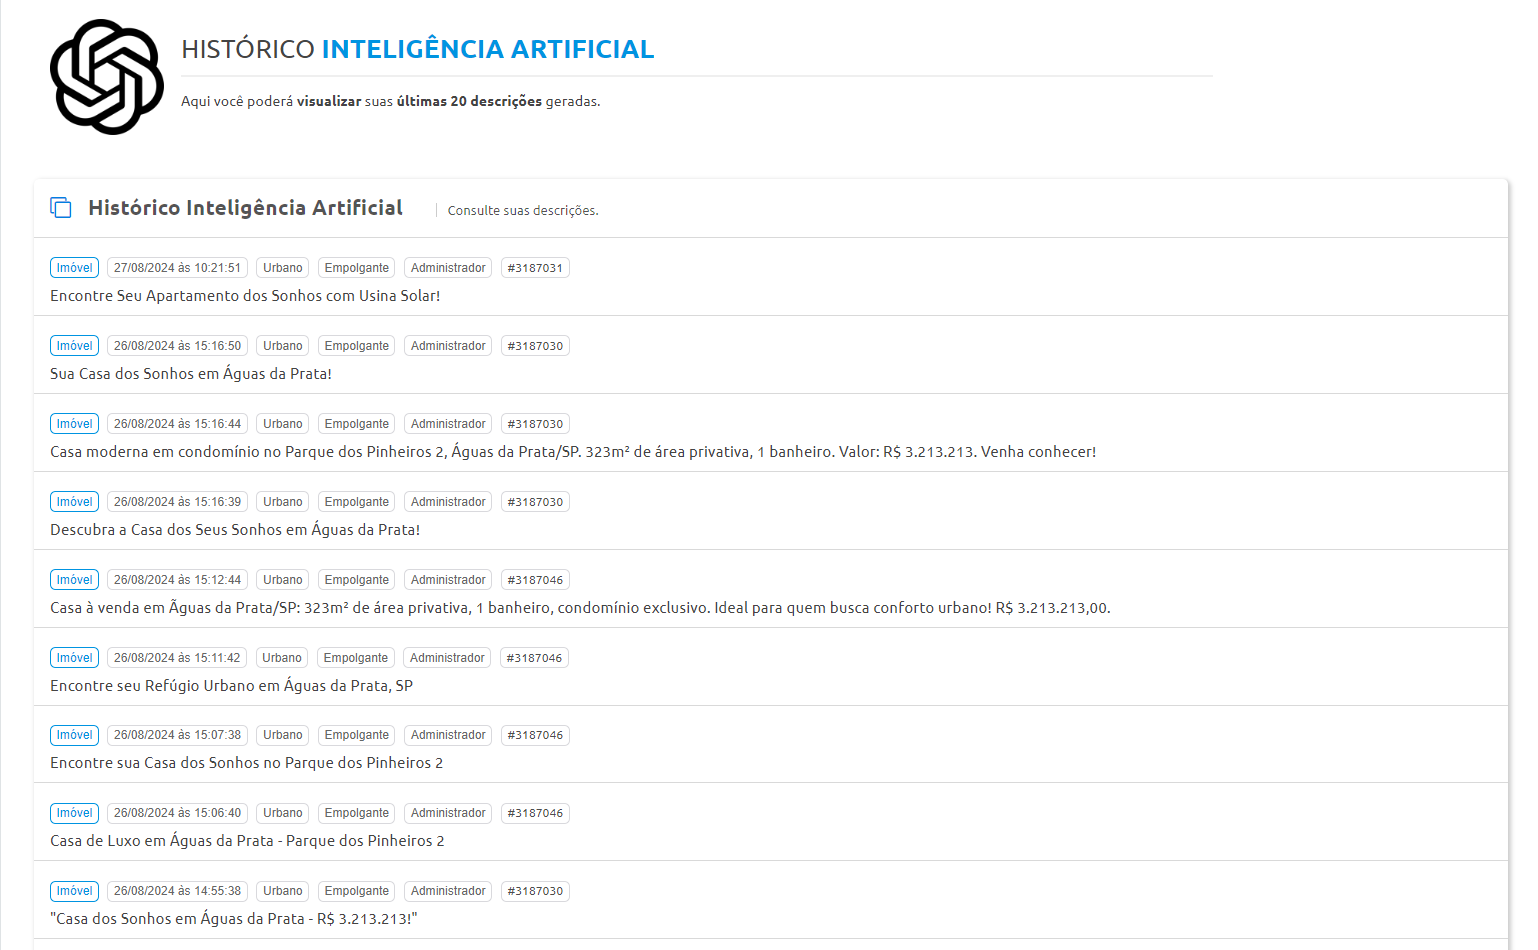 HISTÓRICO INTELIGÊNCIA ARTIFICIAL
Aqui você poderá visualizar suas últimas 20 descrições geradas.
Histórico Inteligência Artificial Consulte suas descrições.
Imóvel 27/08/2024 às 10:21:51 Urbano Empolgante Administrador #3187031
Encontre Seu Apartamento dos Sonhos com Usina Solar!
Imóvel 26/08/2024 às 15:16:50 Urbano Empolgante Administrador #3187030
Sua Casa dos Sonhos em Águas da Prata!
Imóvel 26/08/2024 às 15:16:44 Urbano Empolgante Administrador #3187030
Casa moderna em condomínio no Parque dos Pinheiros 2, Águas da Prata/SP. 323m² de área privativa, 1 banheiro. Valor: R$ 3.213.213. Venha conhecer!
Imóvel 26/08/2024 às 15:16:39 Urbano Empolgante Administrador #3187030
Descubra a Casa dos Seus Sonhos em Águas da Prata!
Imóvel 26/08/2024 às 15:12:44 Urbano Empolgante Administrador #3187046
Casa à venda em Ãguas da Prata/SP: 323m² de área privativa, 1 banheiro, condomínio exclusivo. Ideal para quem busca conforto urbano! R$ 3.213.213,00.
Imóvel 26/08/2024 às 15:11:42 Urbano Empolgante Administrador #3187046
Encontre seu Refúgio Urbano em Águas da Prata, SP
Imóvel 26/08/2024 às 15:07:38 Urbano Empolgante Administrador #3187046
Encontre sua Casa dos Sonhos no Parque dos Pinheiros 2
Imóvel 26/08/2024 às 15:06:40 Urbano Empolgante Administrador #3187046
Casa de Luxo em Águas da Prata - Parque dos Pinheiros 2
Imóvel 26/08/2024 às 14:55:38 Urbano Empolgante Administrador #3187030
"Casa dos Sonhos em Águas da Prata - R$ 3.213.213!"